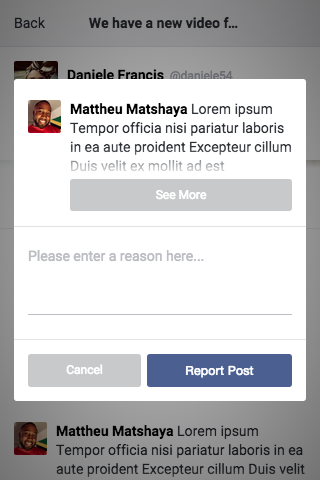 Back We have a new video f...
Daniele Francis @daniele54
Mattheu Matshaya Lorem ipsum
Tempor officia nisi pariatur laboris
in ea aute proident Excepteur cillum
Duis velit ex mollit ad est
See More
Please enter a reason here...
Cancel Report Post
Mattheu Matshaya Lorem ipsum
Tempor officia nisi pariatur laboris in ea
aute proident Excepteur cillum Duis velit